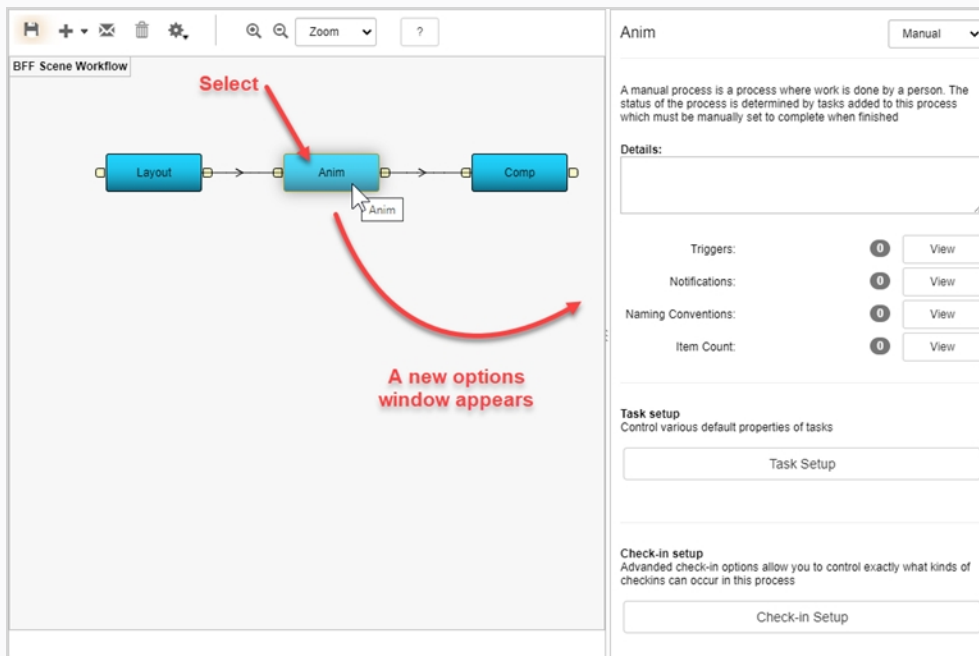 Zoom
?
BFF Scene Workflow
Select
Layout
Anim
Comp
Anim
A new options
window appears
Anim
Manual
A manual process is a process where work is done by a person. The
status of the process is determined by tasks added to this process
which must be manually set to complete when finished
Details:
Triggers: 0 View
Notifications: 0 View
Naming Conventions: 0 View
Item Count: 0 View
Task setup
Control various default properties of tasks
Task Setup
Check-in setup
Advanded check-in options allow you to control exactly what kinds of
checkins can occur in this process
Check-in Setup